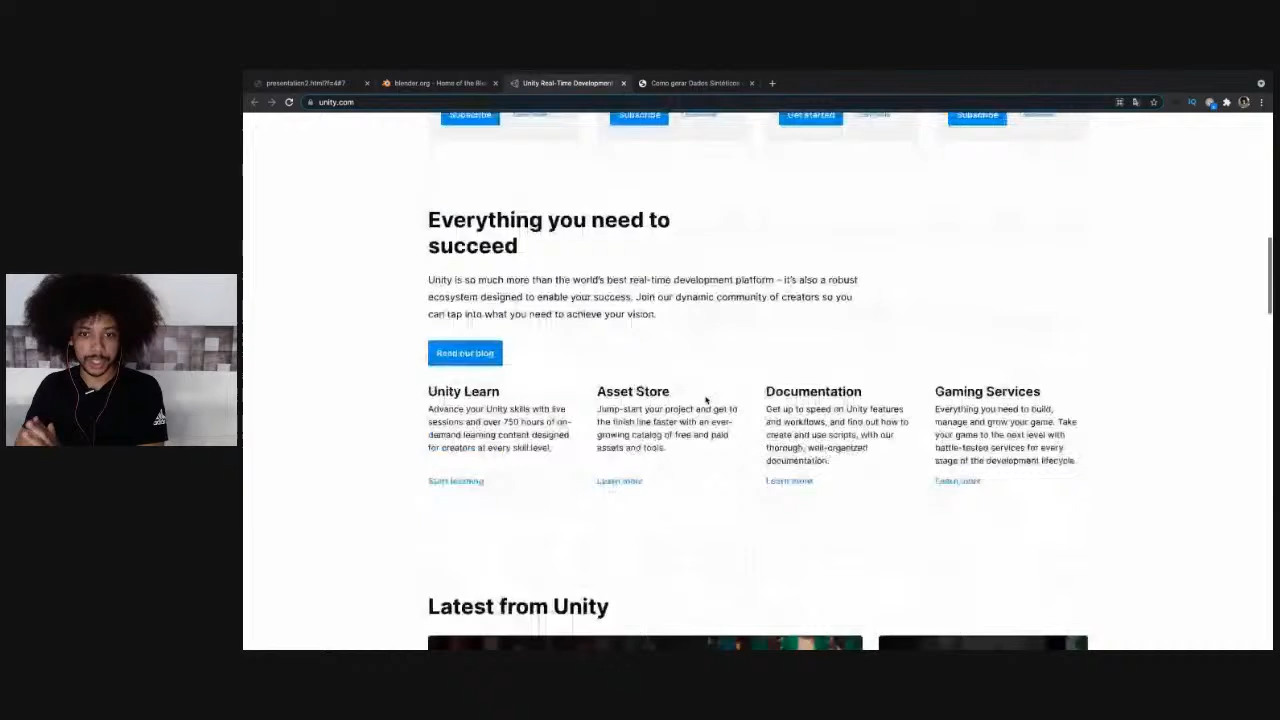 presentation2.html?fc4#7
blender.org - Home of the Ble
Unity Real-Time Development
Como gerar Dados Sintéticos
unity.com
Subscribe
Subscribe
Get started
Subscribe
Everything you need to
succeed
Unity is so much more than the world's best real-time development platform – it's also a robust
ecosystem designed to enable your success. Join our dynamic community of creators so you
can tap into what you need to achieve your vision.
Read our blog
Unity Learn
Advance your Unity skills with live
sessions and over 750 hours of on-
demand learning content designed
for creators at every skill level.
Start learning
Asset Store
Jump-start your project and get to
the finish line faster with an ever-
growing catalog of free and paid
assets and tools.
Learn more
Documentation
Get up to speed on Unity features
and workflows, and find out how to
create and use scripts, with our
thorough, well-organized
documentation.
Learn more
Gaming Services
Everything you need to build,
manage and grow your game. Take
your game to the next level with
battle-tested services for every
stage of the development lifecycle.
Learn more
Latest from Unity